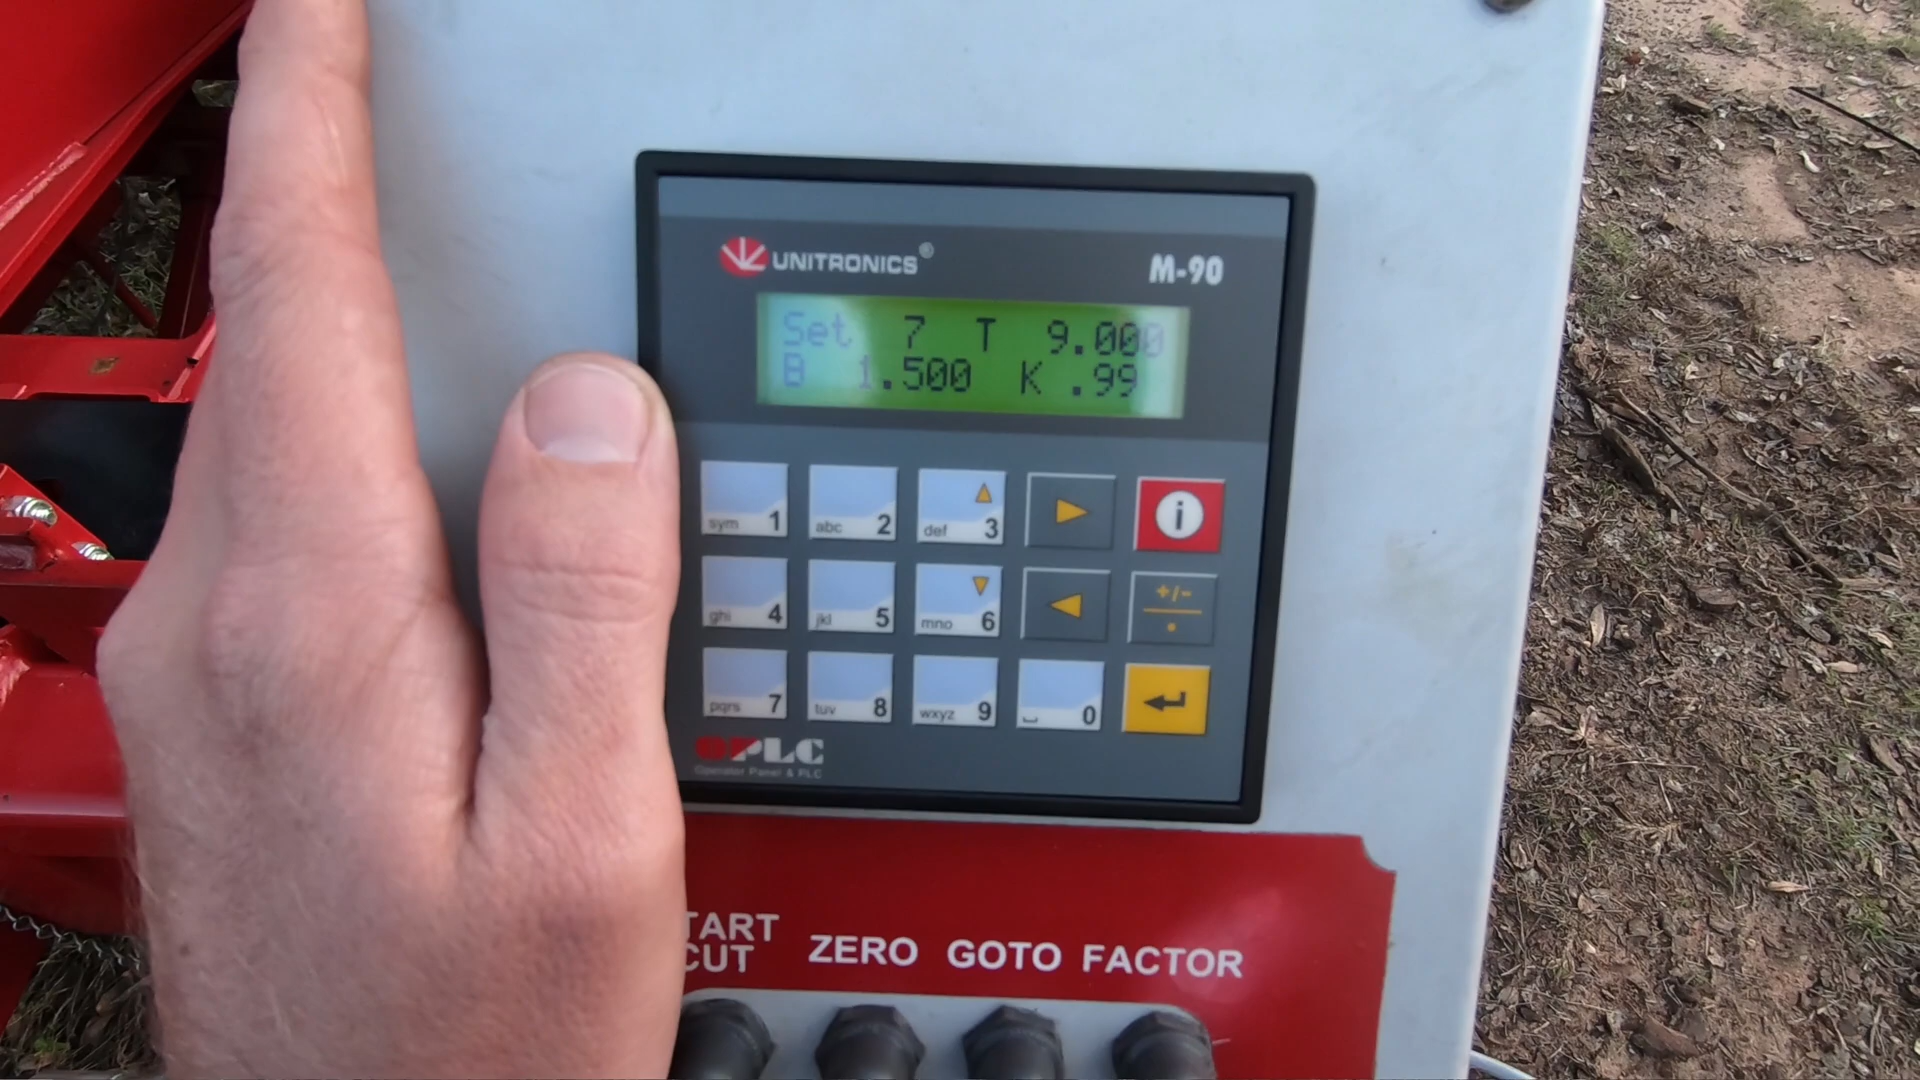 UNITRONICS® M-90
Set 7 T 9.000
B 1.500 K .99
sym 1 abc 2 def 3 i
ghi 4 jkl 5 mno 6 +/- .
pqrs 7 tuv 8 wxyz 9 0
OPLC
Operator Panel & PLC
TART
CUT ZERO GOTO FACTOR